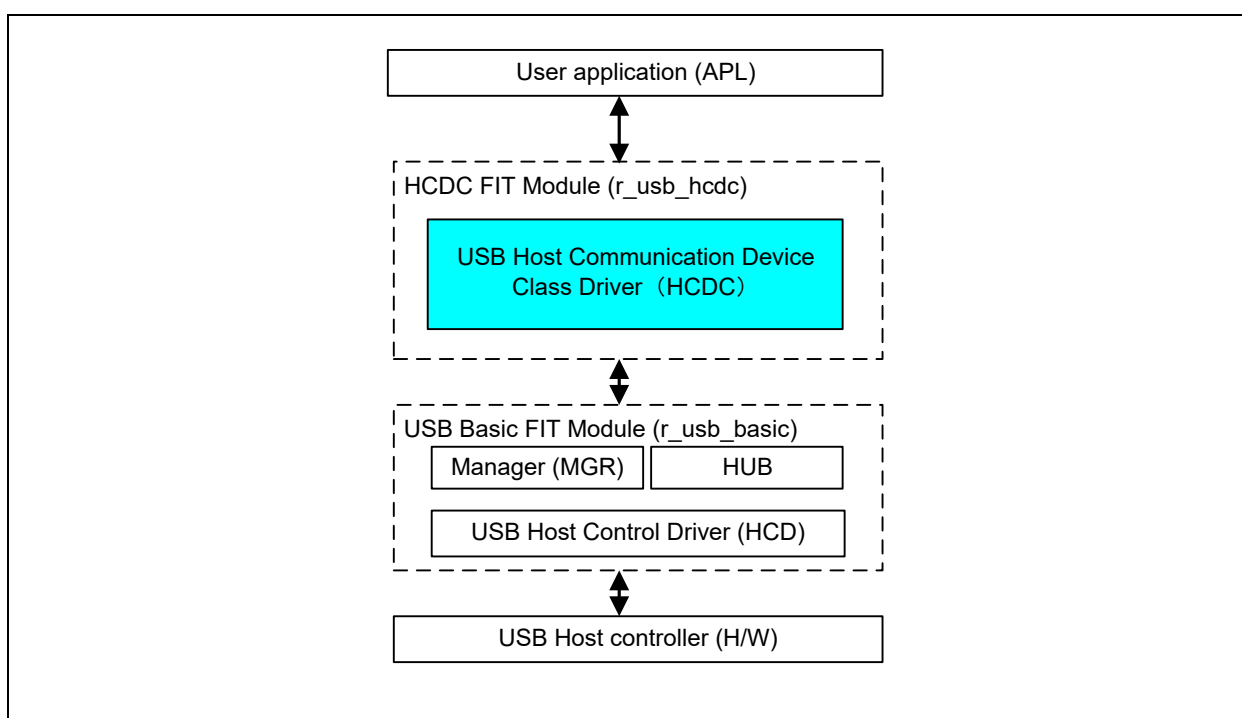 User application (APL)
HCDC FIT Module (r_usb_hcdc)
USB Host Communication Device
Class Driver（HCDC）
USB Basic FIT Module (r_usb_basic)
Manager (MGR)
HUB
USB Host Control Driver (HCD)
USB Host controller (H/W)